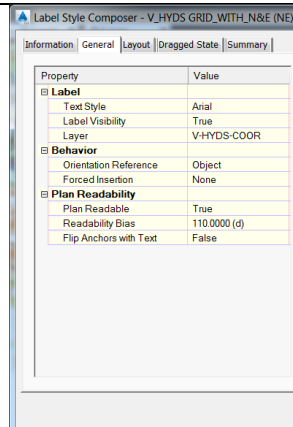 Label Style Composer - V_HYDS GRID_WITH_N&E (NE)
Information General Layout Dragged State Summary
Property Value
Label
Text Style Arial
Label Visibility True
Layer V-HYDS-COOR
Behavior
Orientation Reference Object
Forced Insertion None
Plan Readability
Plan Readable True
Readability Bias 110.0000 (d)
Flip Anchors with Text False